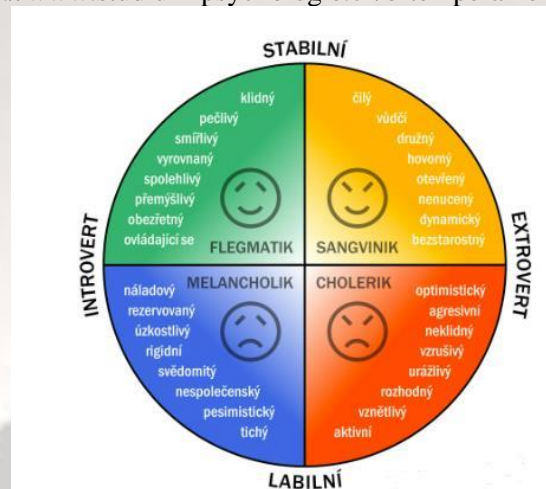 STABILNÍ
klidný
pečlivý
smířlivý
vyrovnaný
spolehlivý
přemýšlivý
obezřetný
ovládající se
FLEGMATIK
čilý
vůdčí
družný
hovorný
otevřený
nenucený
dynamický
bezstarostný
SANGVINIK
INTROVERT
EXTROVERT
MELANCHOLIK
náladový
rezervovaný
úzkostlivý
rigidní
svědomitý
nespolečenský
pesimistický
tichý
CHOLERIK
optimistický
agresivní
neklidný
vzrušivý
urážlivý
rozhodný
vznětlivý
aktivní
LABILNÍ